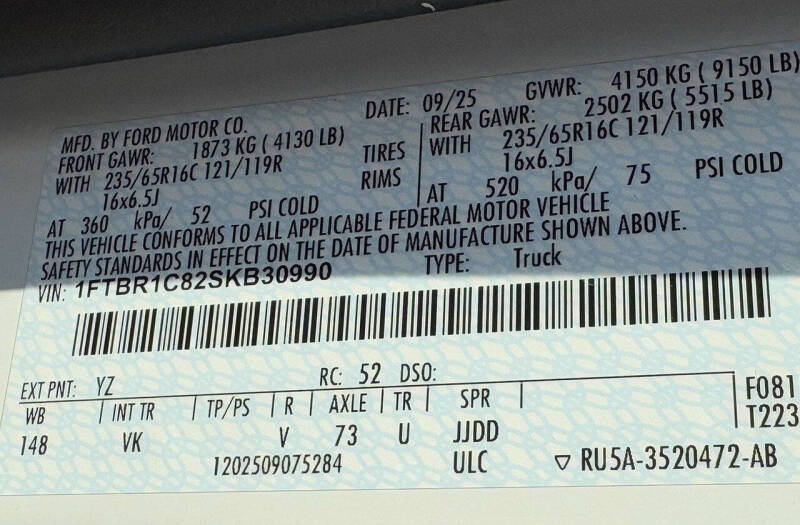 MFD. BY FORD MOTOR CO. DATE: 09/25 GVWR: 4150 KG ( 9150 LB)
FRONT GAWR: 1873 KG ( 4130 LB) REAR GAWR: 2502 KG ( 5515 LB)
WITH 235/65R16C 121/119R TIRES WITH 235/65R16C 121/119R
16x6.5J RIMS 16x6.5J
AT 360 kPa/ 52 PSI COLD AT 520 kPa/ 75 PSI COLD
THIS VEHICLE CONFORMS TO ALL APPLICABLE FEDERAL MOTOR VEHICLE
SAFETY STANDARDS IN EFFECT ON THE DATE OF MANUFACTURE SHOWN ABOVE.
VIN: 1FTBR1C82SKB30990 TYPE: Truck
EXT PNT: YZ RC: 52 DSO:
WB INT TR TP/PS R AXLE TR SPR F081
148 VK V 73 U JJDD T223
1202509075284 ULC ▽ RU5A-3520472-AB